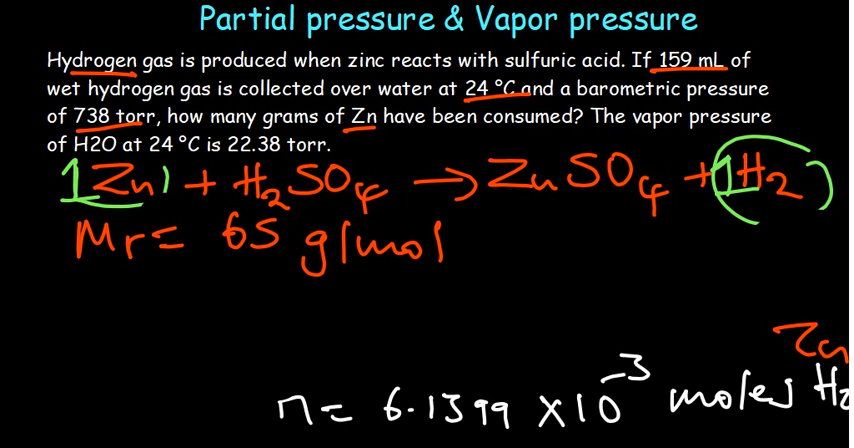 Partial pressure & Vapor pressure
Hydrogen gas is produced when zinc reacts with sulfuric acid. If 159 mL of
wet hydrogen gas is collected over water at 24 °C and a barometric pressure
of 738 torr, how many grams of Zn have been consumed? The vapor pressure
of H2O at 24 °C is 22.38 torr.
1Zn + H₂SO₄ → ZnSO₄ + 1H₂
Mr = 65 g/mol
Zn
n = 6.1399 × 10⁻³ moles H₂